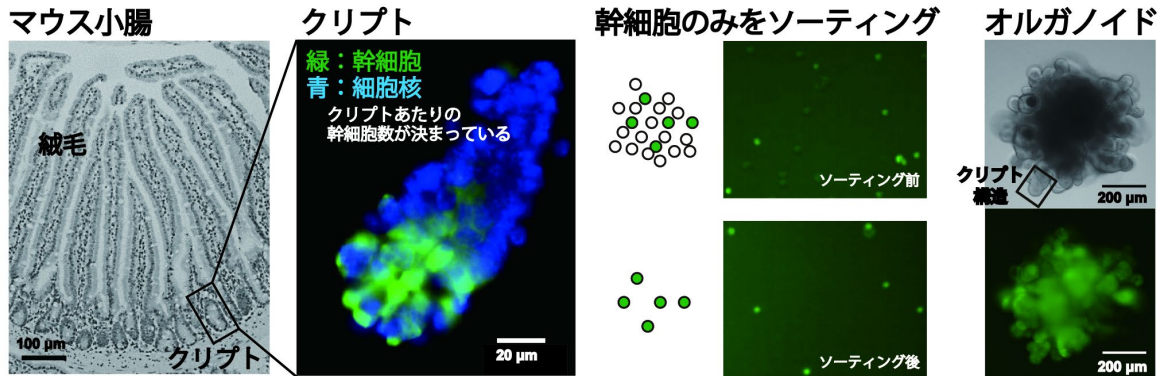 マウス小腸
絨毛
100 µm
クリプト
クリプト
緑：幹細胞
青：細胞核
クリプトあたりの
幹細胞数が決まっている
20 µm
幹細胞のみをソーティング
ソーティング前
ソーティング後
オルガノイド
クリプト
構造
200 µm
200 µm